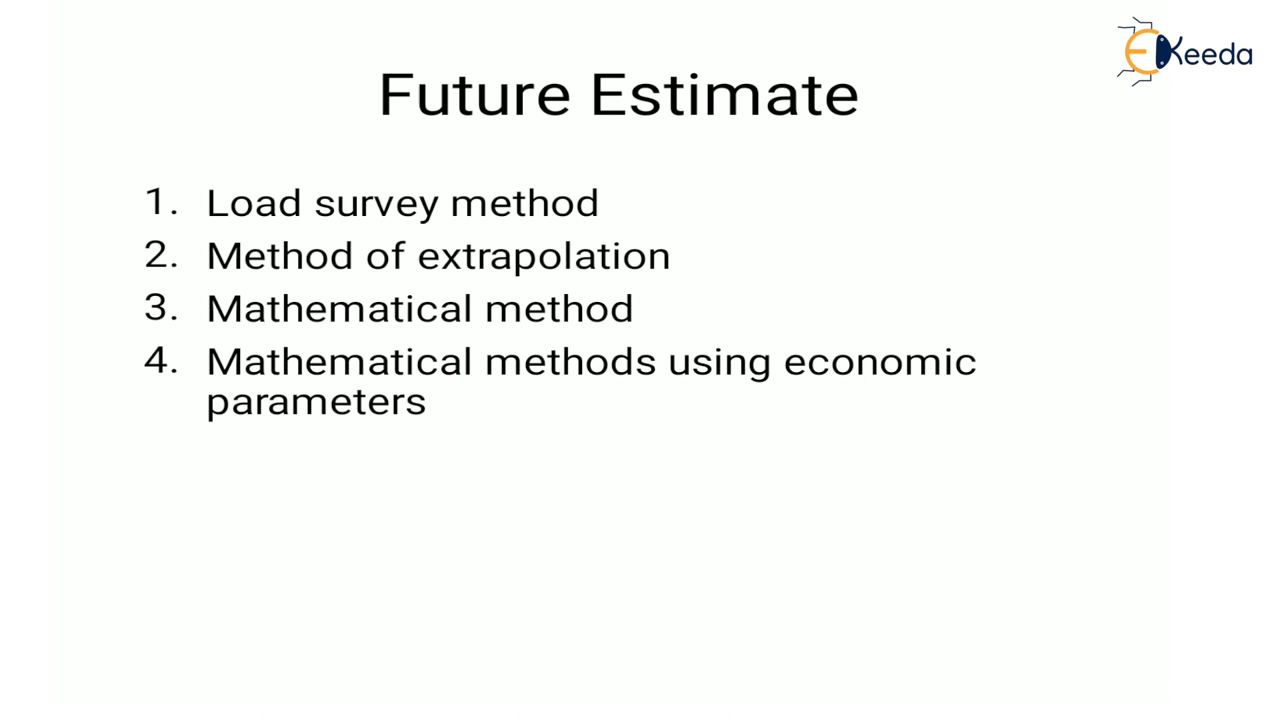 EKeeda
Future Estimate
1. Load survey method
2. Method of extrapolation
3. Mathematical method
4. Mathematical methods using economic
parameters